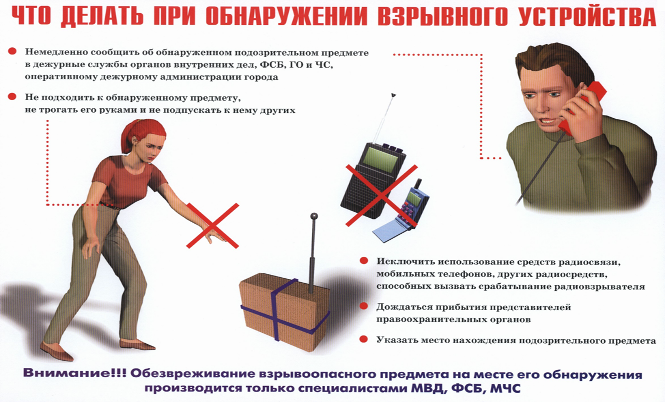 ЧТО ДЕЛАТЬ ПРИ ОБНАРУЖЕНИИ ВЗРЫВНОГО УСТРОЙСТВА
Немедленно сообщить об обнаруженном подозрительном предмете
в дежурные службы органов внутренних дел, ФСБ, ГО и ЧС,
оперативному дежурному администрации города
Не подходить к обнаруженному предмету,
не трогать его руками и не подпускать к нему других
Исключить использование средств радиосвязи,
мобильных телефонов, других радиосредств,
способных вызвать срабатывание радиовзрывателя
Дождаться прибытия представителей
правоохранительных органов
Указать место нахождения подозрительного предмета
Внимание!!! Обезвреживание взрывоопасного предмета на месте его обнаружения
производится только специалистами МВД, ФСБ, МЧС